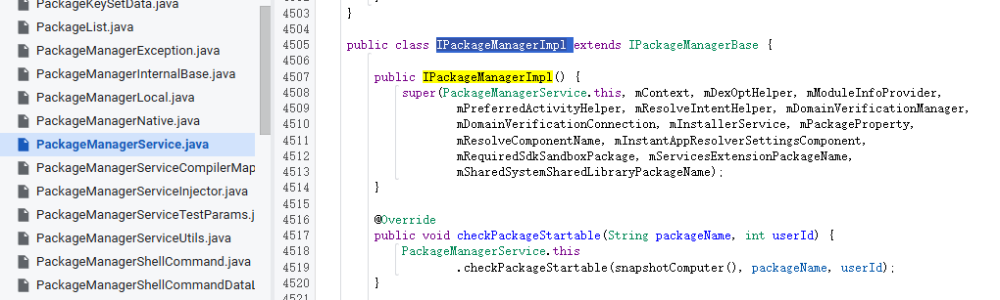 PackageKeySetData.java
PackageList.java
PackageManagerException.java
PackageManagerInternalBase.java
PackageManagerLocal.java
PackageManagerNative.java
PackageManagerService.java
PackageManagerServiceCompilerMap
PackageManagerServiceInjector.java
PackageManagerServiceTestParams.j
PackageManagerServiceUtils.java
PackageManagerShellCommand.java
PackageManagerShellCommandData
4503 }
4504
4505 public class IPackageManagerImpl extends IPackageManagerBase {
4506
4507 public IPackageManagerImpl() {
4508 super(PackageManagerService.this, mContext, mDexOptHelper, mModuleInfoProvider,
4509 mPreferredActivityHelper, mResolveIntentHelper, mDomainVerificationManager,
4510 mDomainVerificationConnection, mInstallerService, mPackageProperty,
4511 mResolveComponentName, mInstantAppResolverSettingsComponent,
4512 mRequiredSdkSandboxPackage, mServicesExtensionPackageName,
4513 mSharedSystemSharedLibraryPackageName);
4514 }
4515
4516 @Override
4517 public void checkPackageStartable(String packageName, int userId) {
4518 PackageManagerService.this
4519 .checkPackageStartable(snapshotComputer(), packageName, userId);
4520 }